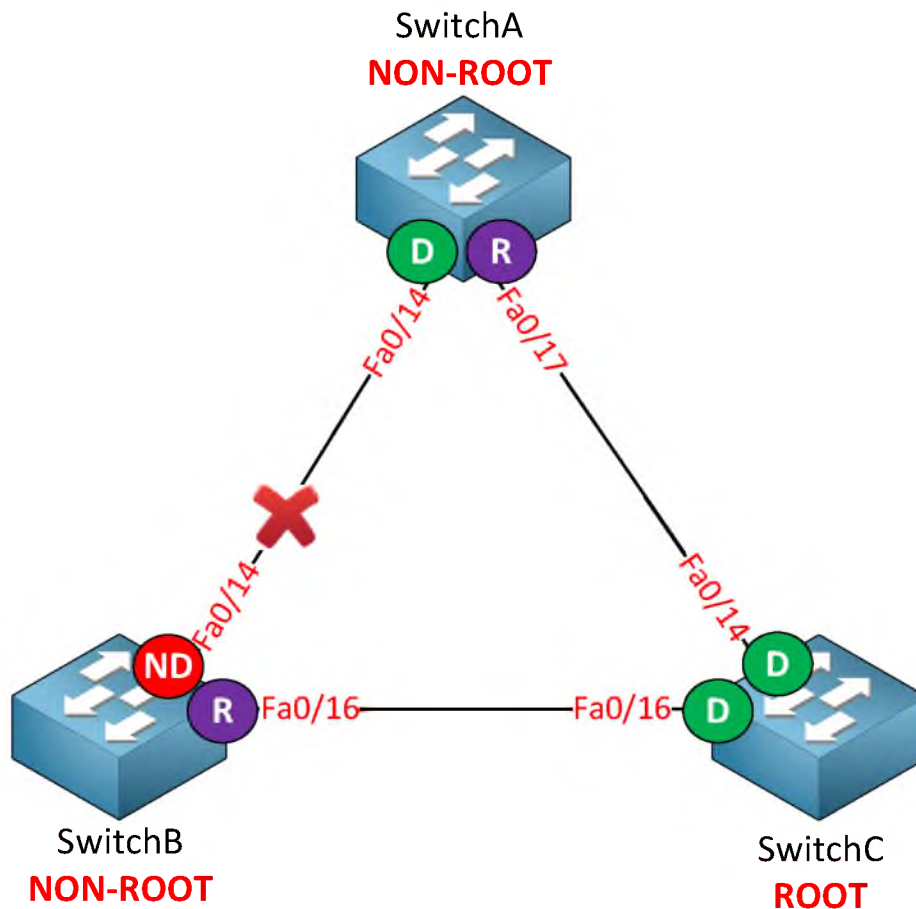 SwitchA
NON-ROOT
D
R
Fa0/14
Fa0/17
Fa0/14
Fa0/14
ND
D
R
Fa0/16
Fa0/16
D
SwitchB
NON-ROOT
SwitchC
ROOT